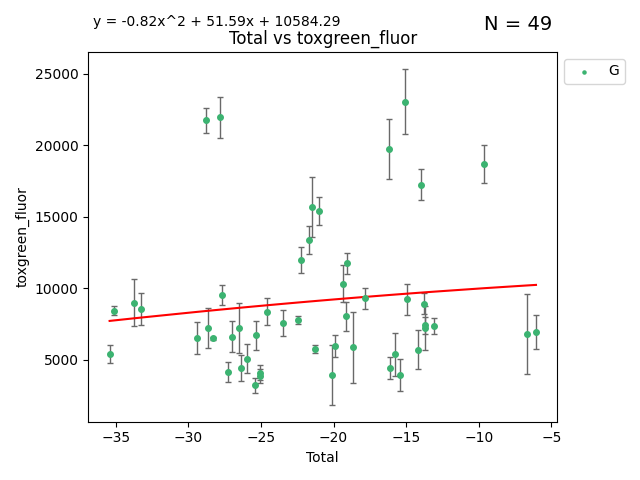 y = -0.82x^2 + 51.59x + 10584.29
N = 49
Total vs toxgreen_fluor
G
toxgreen_fluor
25000
20000
15000
10000
5000
−35 −30 −25 −20 −15 −10 −5
Total